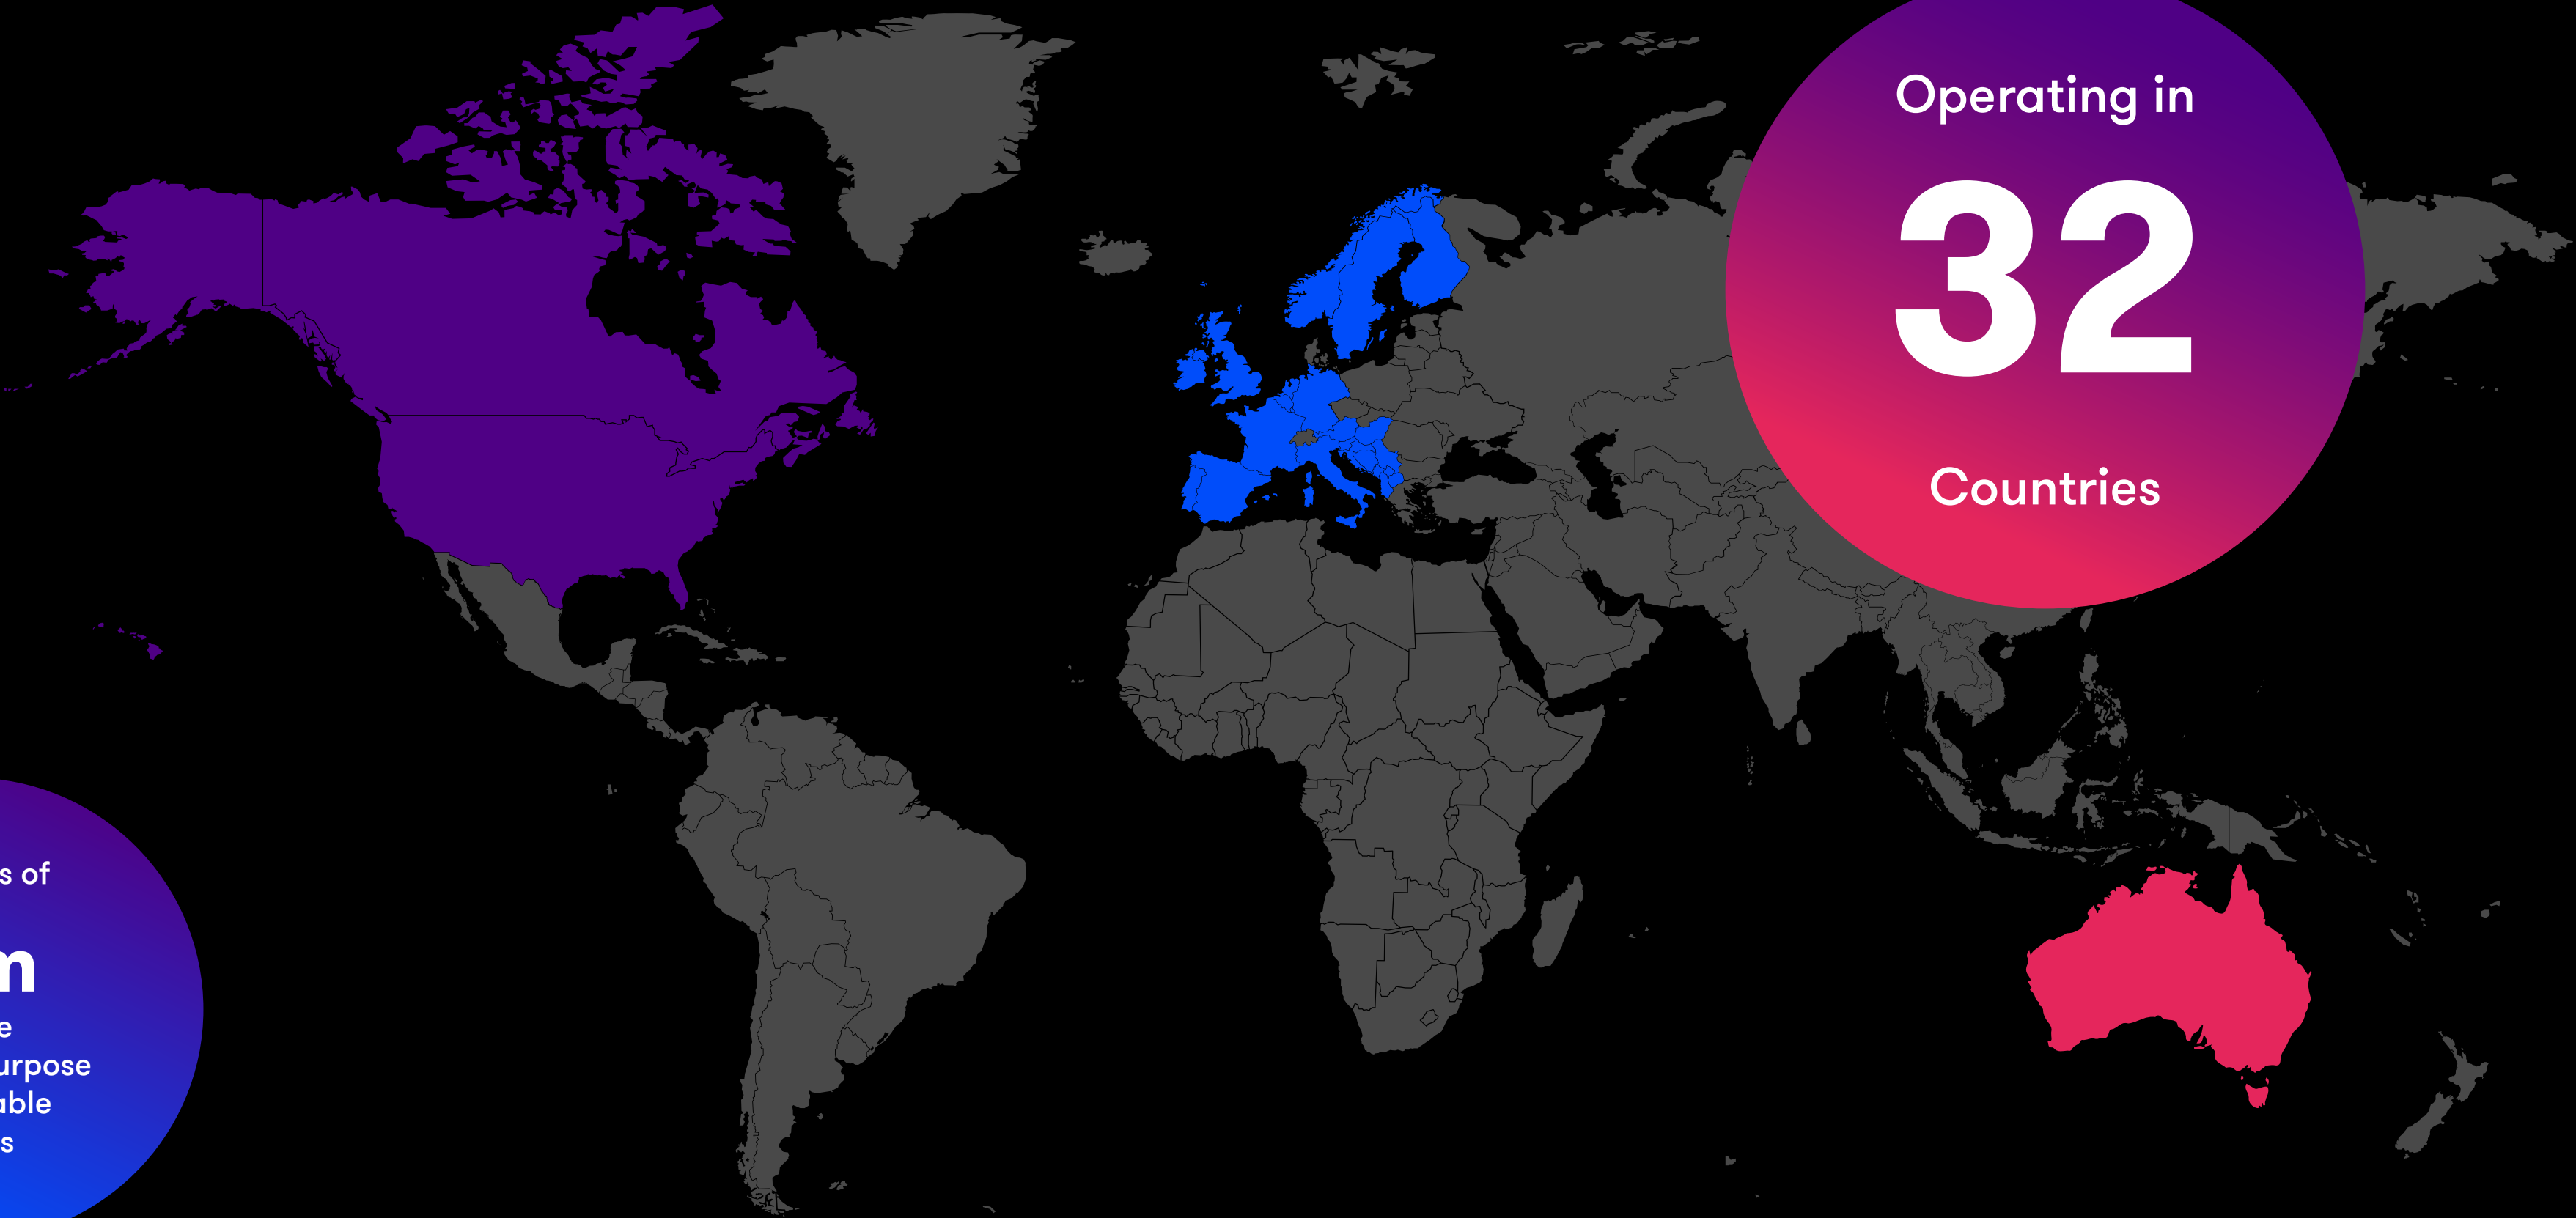 Operating in
32
Countries
s of
m
e
urpose
able
s